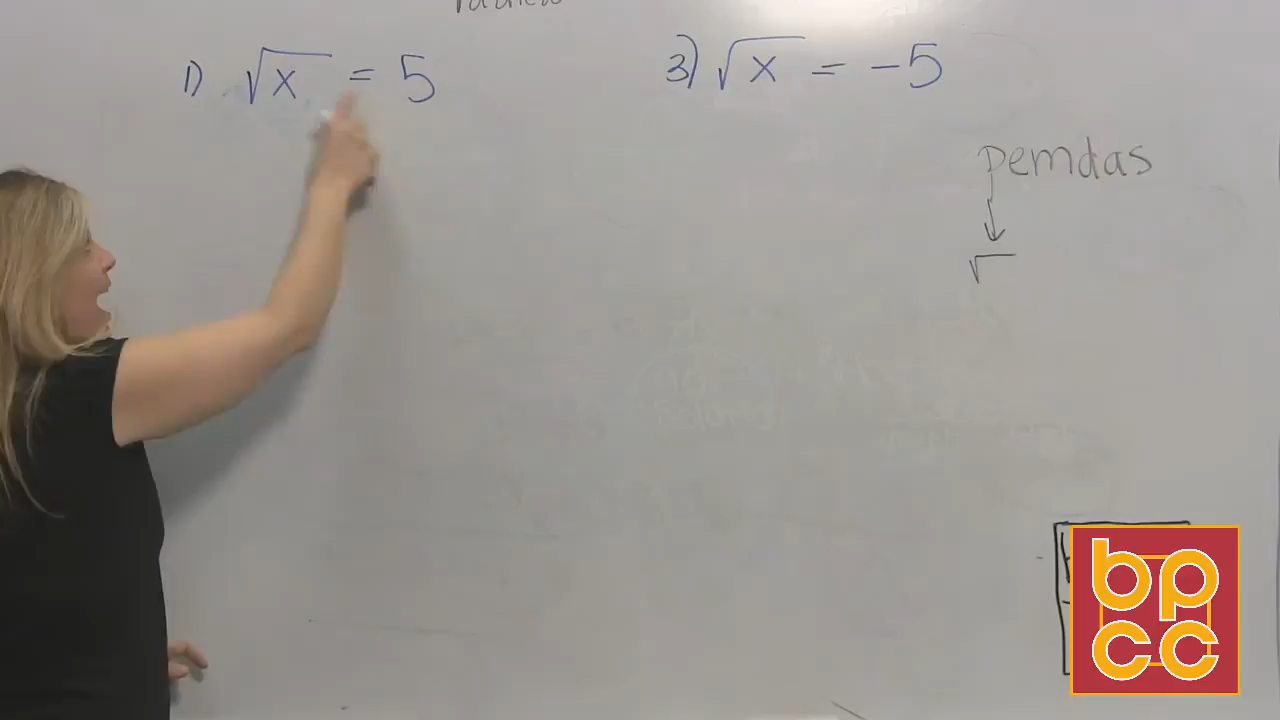 1) √x = 5
3) √x = -5
pemdas
↓
√
bp
cc